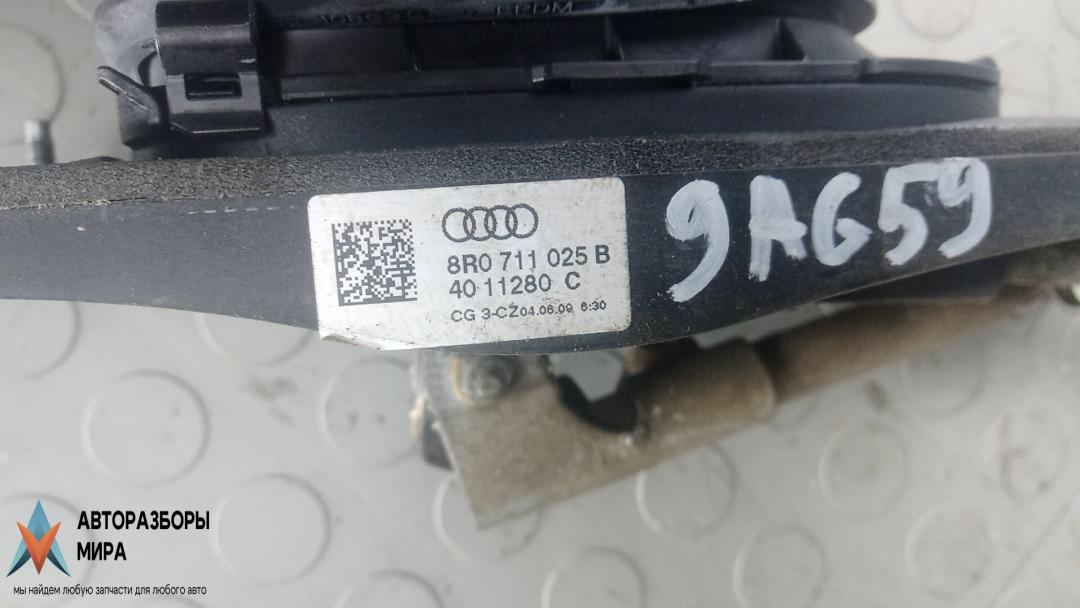 8R0 711 025 B
40 11280 C
CG 3-CZ04.06.09 6:30
9AG59
АВТОРАЗБОРЫ
МИРА
мы найдем любую запчасти для любого авто